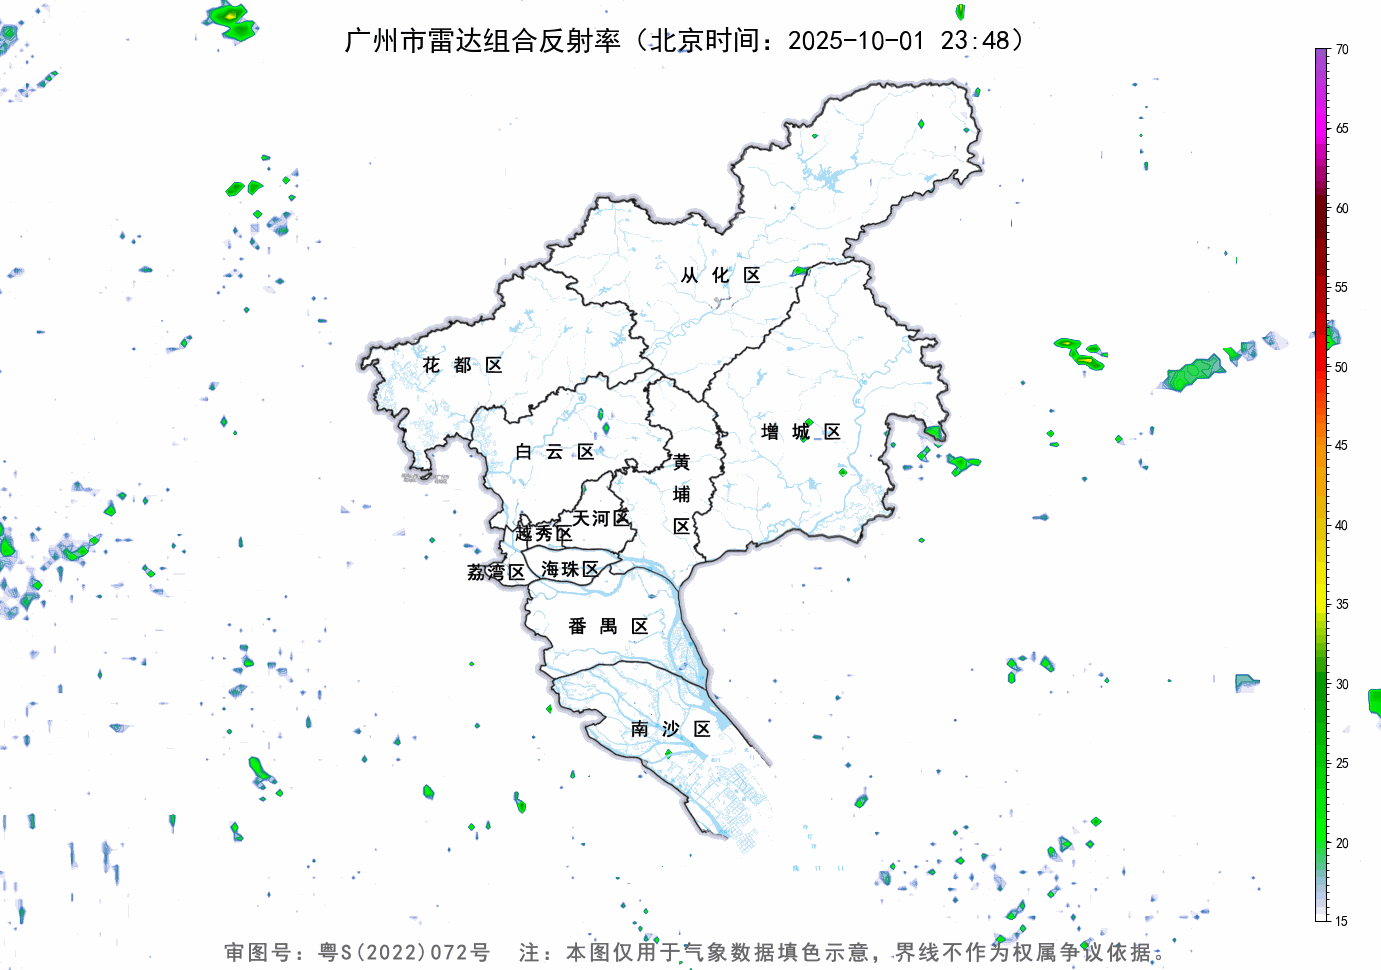 广州市雷达组合反射率（北京时间：2025-10-01 23:48）
70
65
60
55
50
45
40
35
30
25
20
15
从化区
花都区
增城区
白云区
黄埔区
天河区
越秀区
荔湾区
海珠区
番禺区
南沙区
审图号：粤S(2022)072号 注：本图仅用于气象数据填色示意，界线不作为权属争议依据。